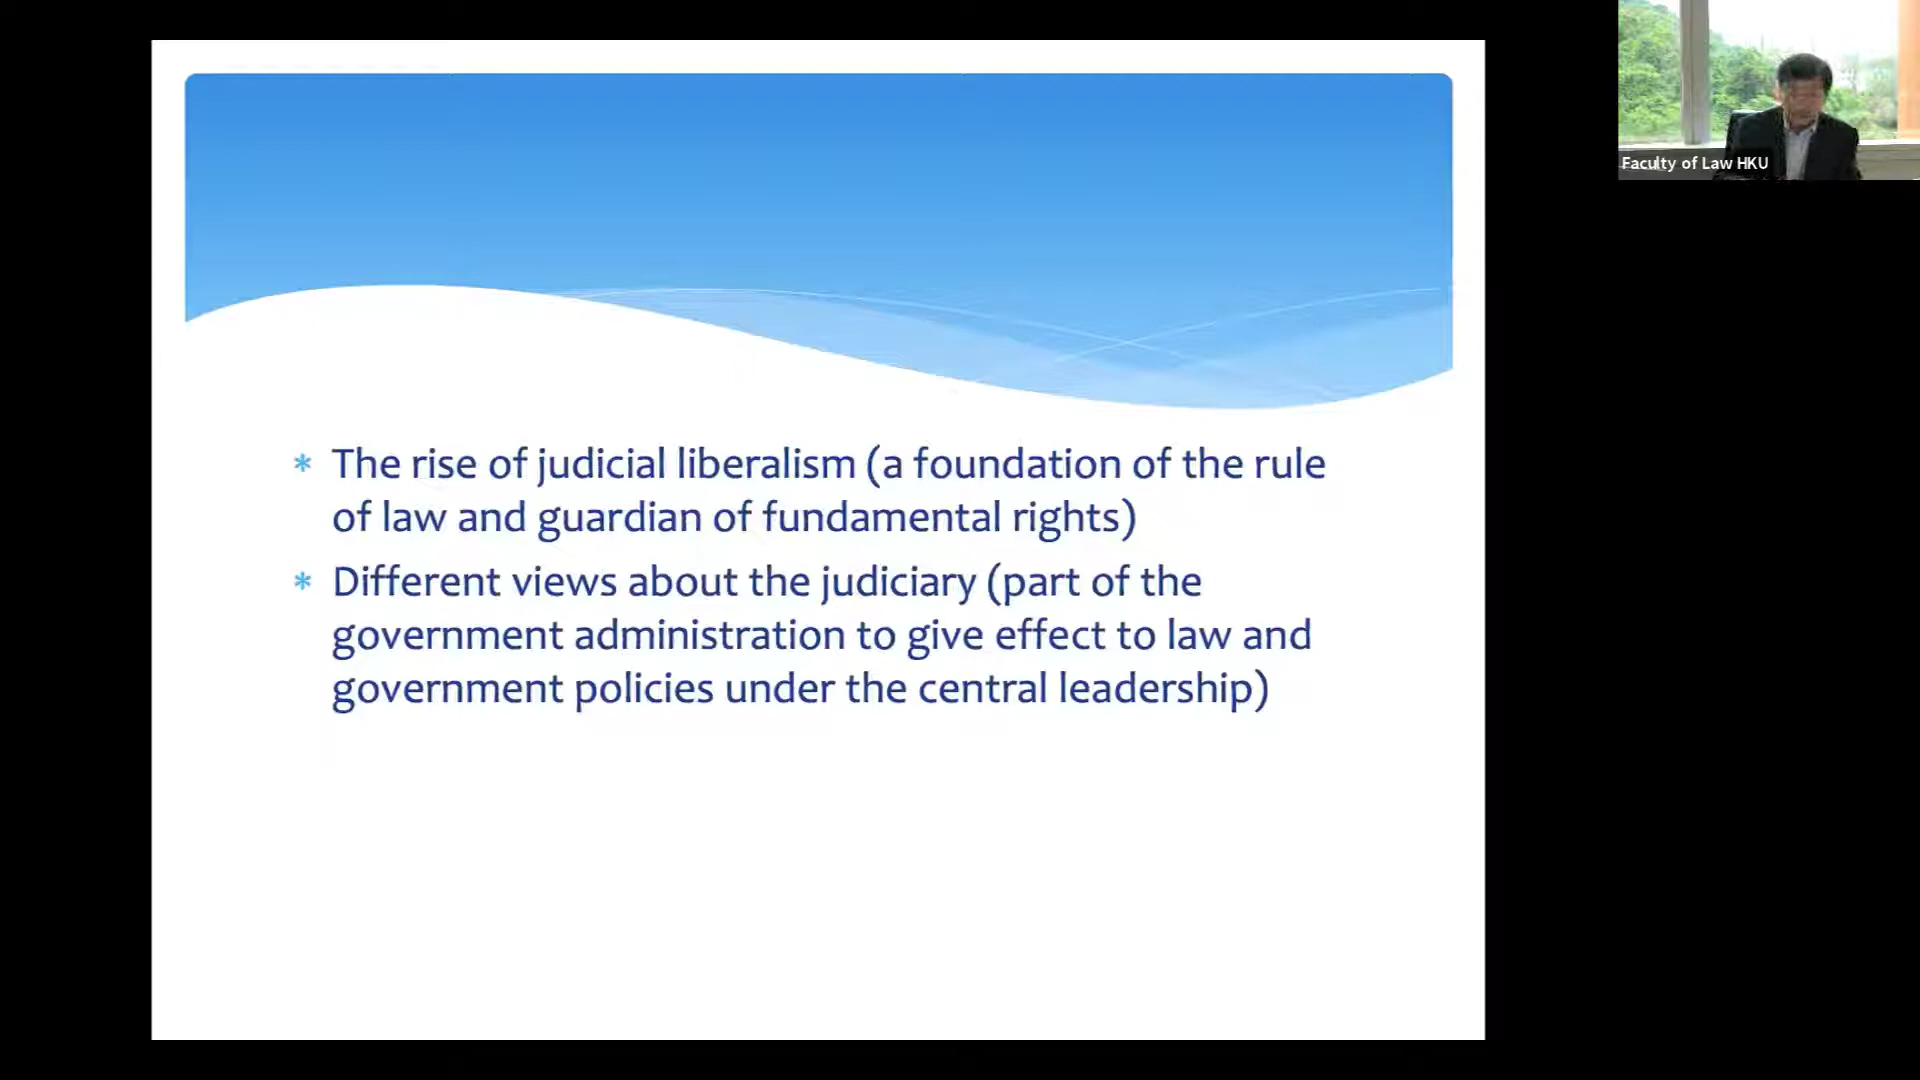 Faculty of Law HKU
* The rise of judicial liberalism (a foundation of the rule
of law and guardian of fundamental rights)
* Different views about the judiciary (part of the
government administration to give effect to law and
government policies under the central leadership)